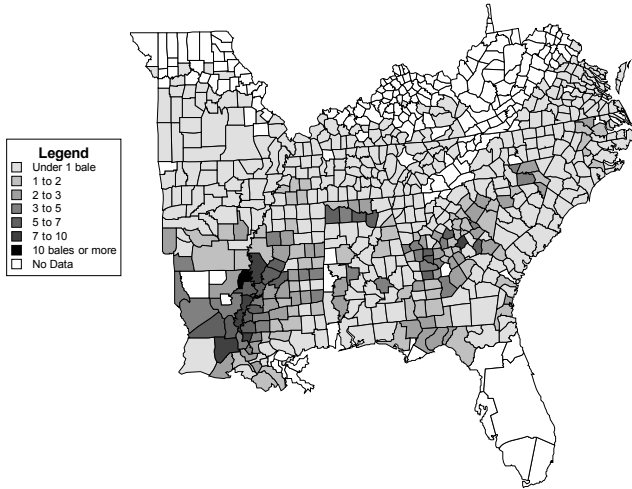 Legend
Under 1 bale
1 to 2
2 to 3
3 to 5
5 to 7
7 to 10
10 bales or more
No Data